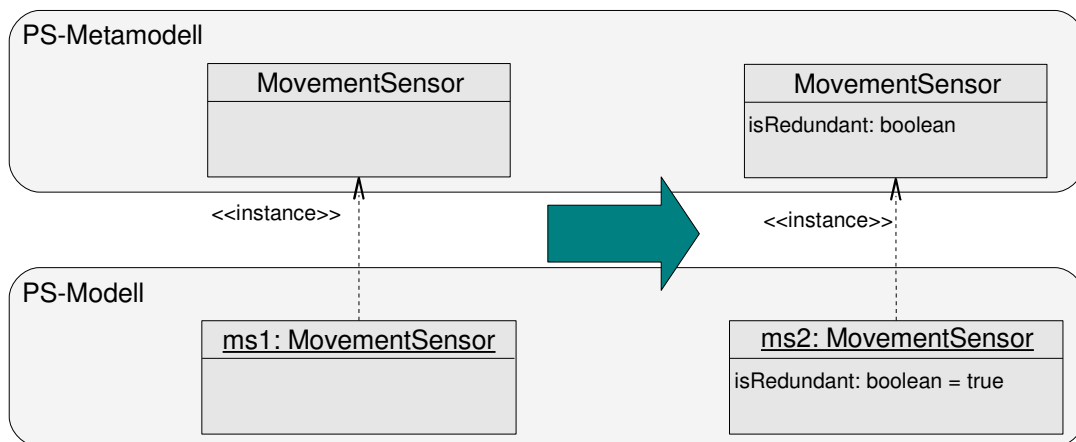 PS-Metamodell
MovementSensor
MovementSensor
isRedundant: boolean
<<instance>>
<<instance>>
PS-Modell
ms1: MovementSensor
ms2: MovementSensor
isRedundant: boolean = true